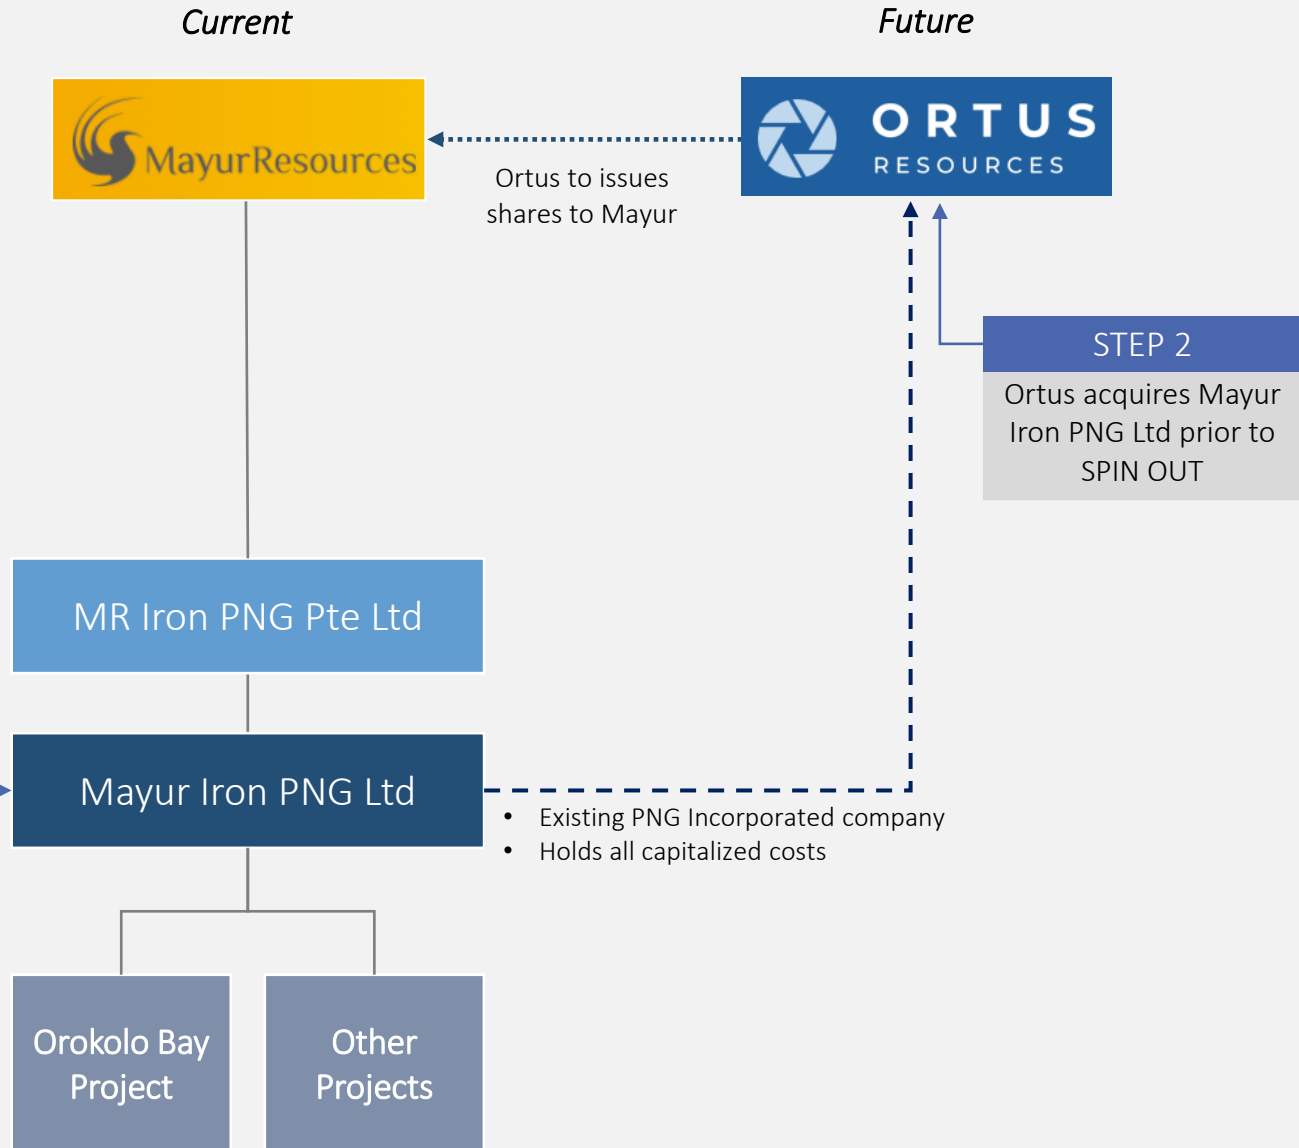 Current
Future
MayurResources
ORTUS
RESOURCES
Ortus to issues
shares to Mayur
STEP 2
Ortus acquires Mayur
Iron PNG Ltd prior to
SPIN OUT
MR Iron PNG Pte Ltd
Mayur Iron PNG Ltd
• Existing PNG Incorporated company
• Holds all capitalized costs
Orokolo Bay
Project
Other
Projects